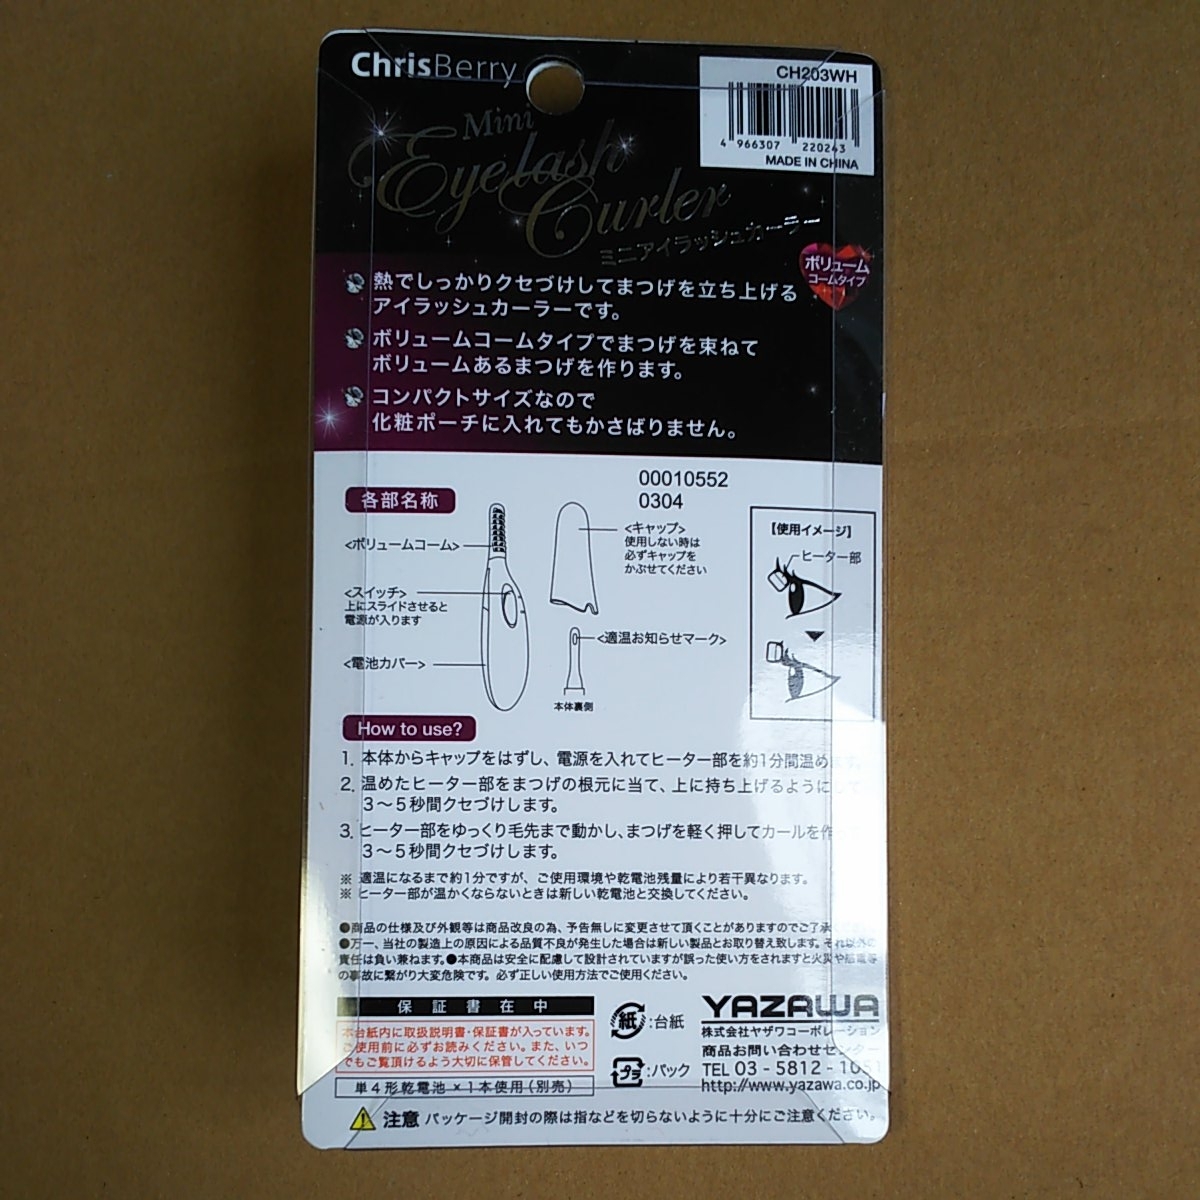 ChrisBerry
CH203WH
4 966307 220243
MADE IN CHINA
Mini
Eyelash
Curler
ミニアイラッシュカーラー
ボリューム
コームタイプ
熱でしっかりクセづけしてまつげを立ち上げる
アイラッシュカーラーです。
ボリュームコームタイプでまつげを束ねて
ボリュームあるまつげを作ります。
コンパクトサイズなので
化粧ポーチに入れてもかさばりません。
00010552
0304
各部名称
<ボリュームコーム>
<スイッチ>
上にスライドさせると
電源が入ります
<電池カバー>
<キャップ>
使用しない時は
必ずキャップを
かぶせてください
<適温お知らせマーク>
本体裏側
【使用イメージ】
ヒーター部
How to use?
1. 本体からキャップをはずし、電源を入れてヒーター部を約1分間温め
2. 温めたヒーター部をまつげの根元に当て、上に持ち上げるように
3〜5秒間クセづけします。
3. ヒーター部をゆっくり毛先まで動かし、まつげを軽く押してカールを作
3〜5秒間クセづけします。
※ 適温になるまで約1分ですが、ご使用環境や乾電池残量により若干異なります。
※ ヒーター部が温かくならないときは新しい乾電池と交換してください。
●商品の仕様及び外観等は商品改良の為、予告無しに変更させて頂くことがありますのでご了承
●万一、当社の製造上の原因による品質不良が発生した場合は新しい製品とお取り替え致します。それ以外の
責任は負い兼ねます。●本商品は安全に配慮して設計されていますが誤った使い方をされますと火災や感電等
の事故に繋がり大変危険です。必ず正しい使用方法でご使用ください。
保証書在中
本台紙内に取扱説明書・保証書が入っています。
ご使用前に必ずお読みください。また、いつ
でもご覧頂けるよう大切に保管してください。
単4形乾電池×1本使用(別売)
紙:台紙
プラ:パック
YAZAWA
株式会社ヤザワコーポレーション
商品お問い合わせセンター
TEL 03-5812-1051
http://www.yazawa.co.jp
注意 パッケージ開封の際は指などを切らないように十分にご注意ください。